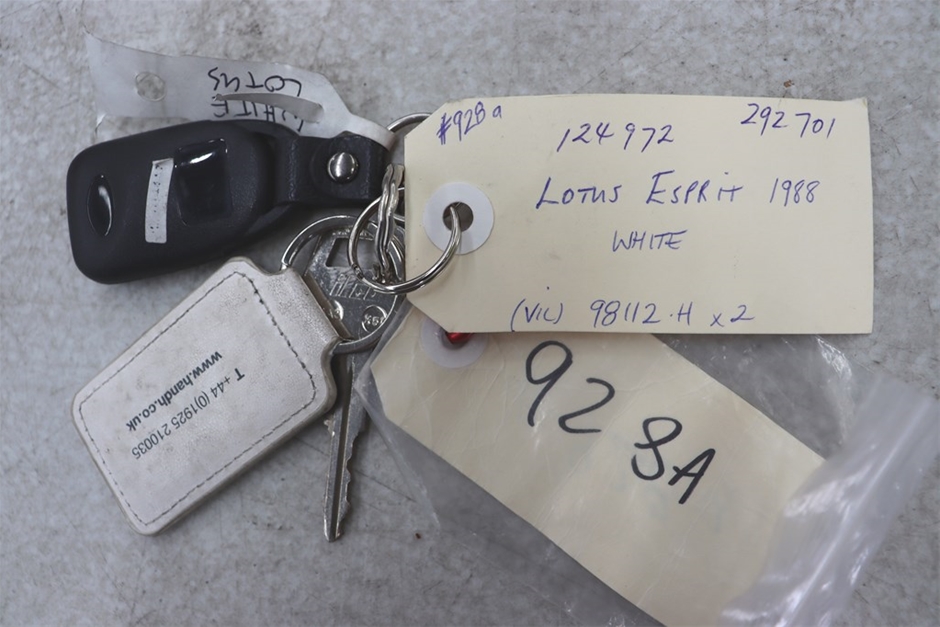 WHITE
LOTUS
#928a
124972
292701
LOTUS ESPRIT 1988
WHITE
(VIC) 98112.H x2
928A
T +44 (0)1925 210035
www.handh.co.uk